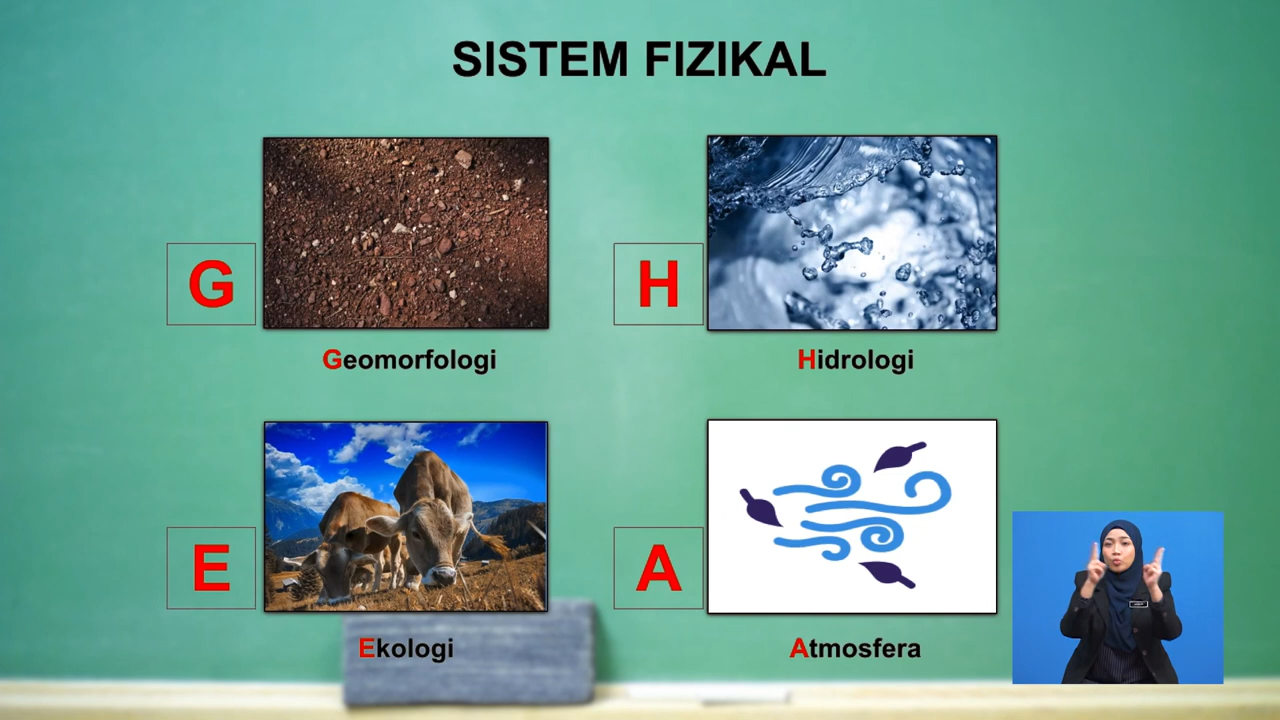 SISTEM FIZIKAL
G
H
Geomorfologi
Hidrologi
E
A
Ekologi
Atmosfera